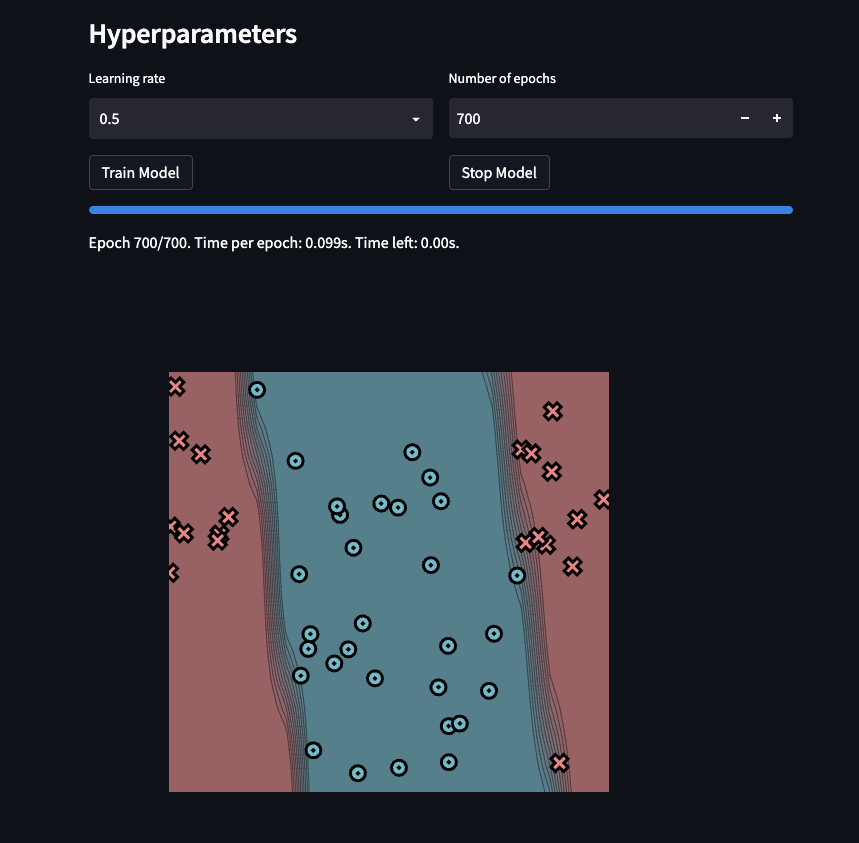 Hyperparameters
Learning rate
Number of epochs
0.5
700
Train Model
Stop Model
Epoch 700/700. Time per epoch: 0.099s. Time left: 0.00s.